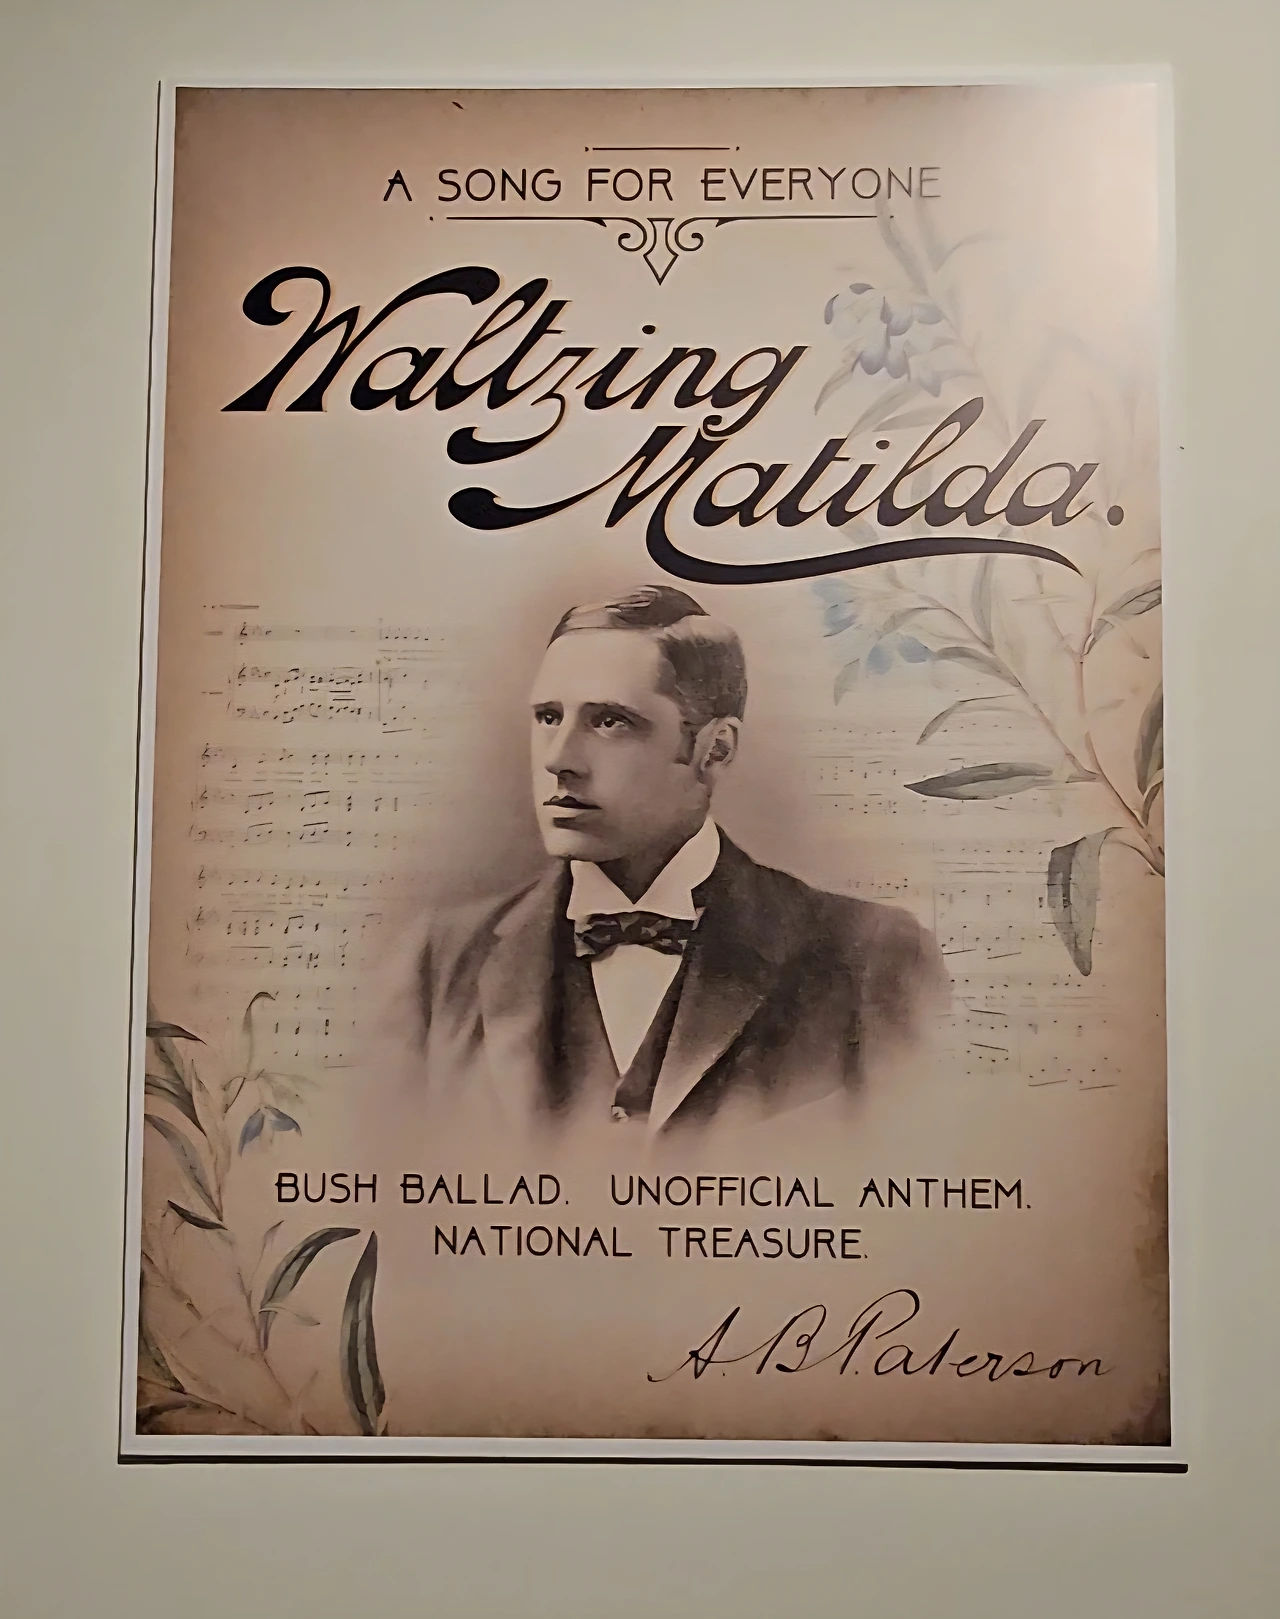 A SONG FOR EVERYONE
Waltzing
Matilda.
BUSH BALLAD. UNOFFICIAL ANTHEM.
NATIONAL TREASURE.
A. B. Paterson